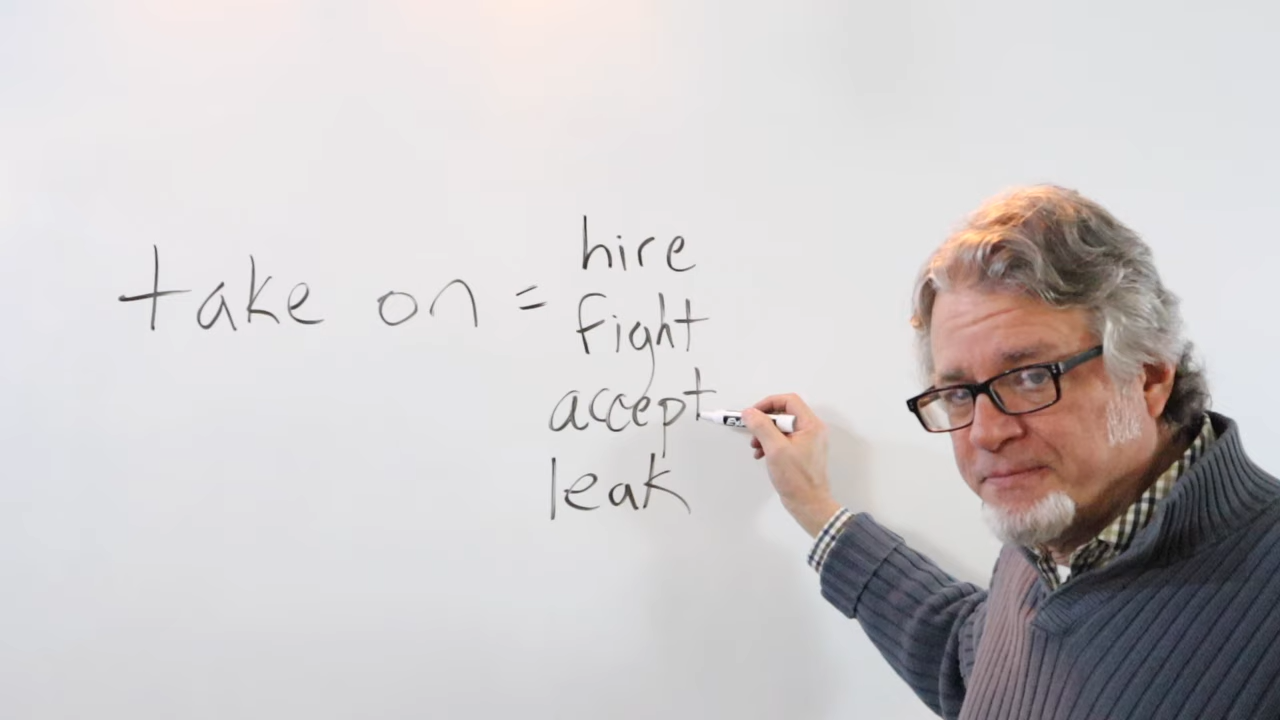 take on =
hire
fight
accept
leak